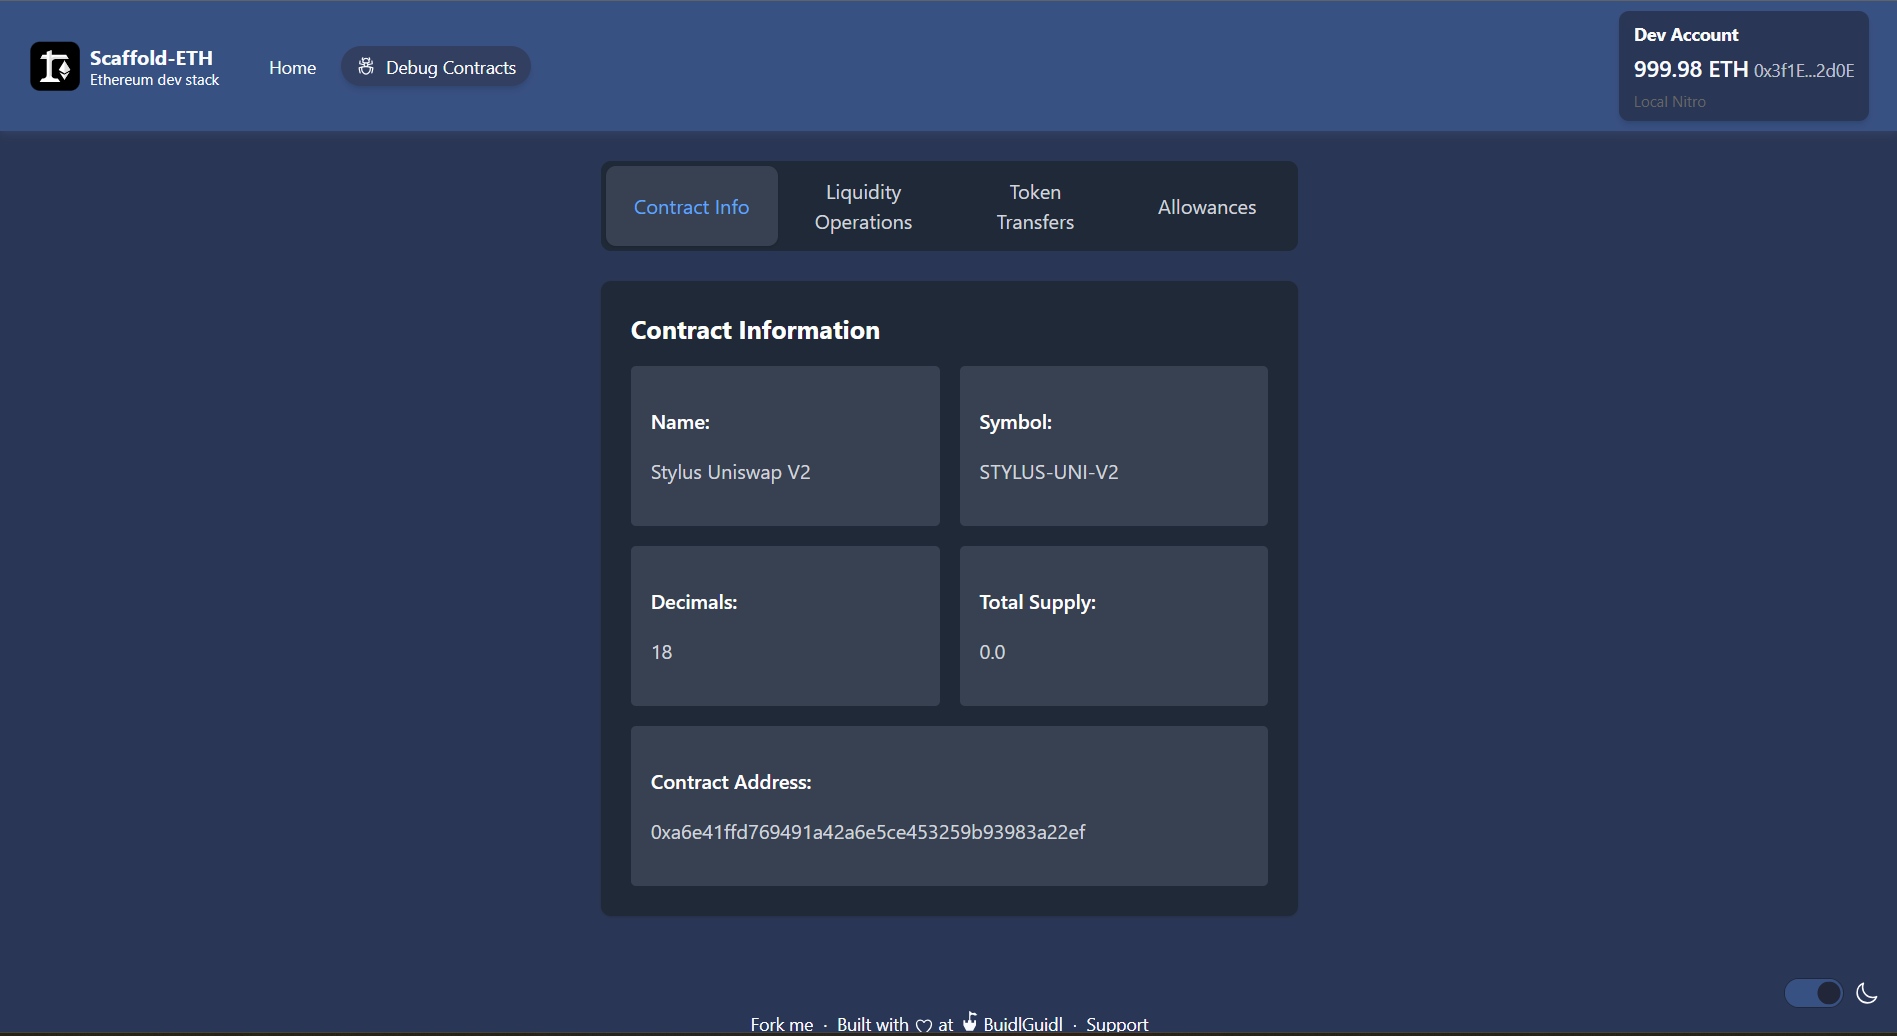 Scaffold-ETH
Ethereum dev stack
Home
Debug Contracts
Dev Account
999.98 ETH 0x3f1E...2d0E
Local Nitro
Contract Info
Liquidity
Operations
Token
Transfers
Allowances
Contract Information
Name:
Stylus Uniswap V2
Symbol:
STYLUS-UNI-V2
Decimals:
18
Total Supply:
0.0
Contract Address:
0xa6e41ffd769491a42a6e5ce453259b93983a22ef
Fork me · Built with ♡ at BuidlGuidl · Support